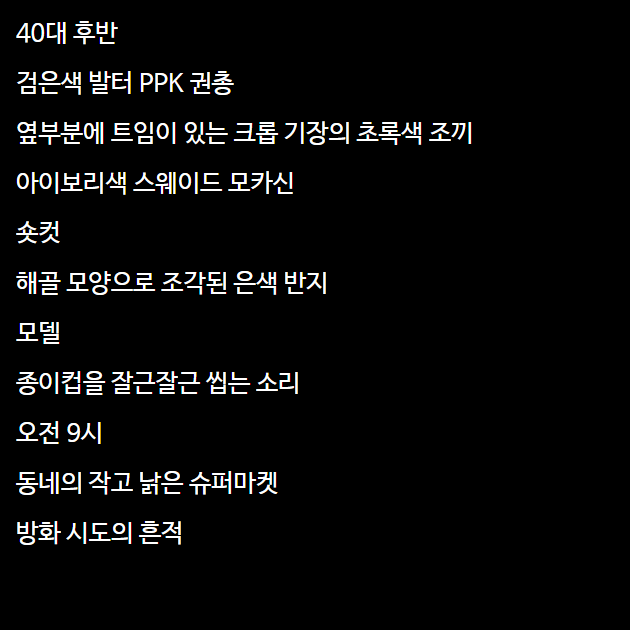 40대 후반
검은색 발터 PPK 권총
옆부분에 트임이 있는 크롭 기장의 초록색 조끼
아이보리색 스웨이드 모카신
숏컷
해골 모양으로 조각된 은색 반지
모델
종이컵을 잘근잘근 씹는 소리
오전 9시
동네의 작고 낡은 슈퍼마켓
방화 시도의 흔적